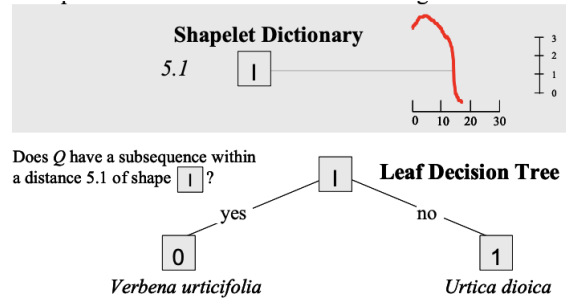 Shapelet Dictionary
5.1
I
3
2
1
0
0 10 20 30
Does Q have a subsequence within
a distance 5.1 of shape I ?
I
Leaf Decision Tree
yes no
0 1
Verbena urticifolia Urtica dioica